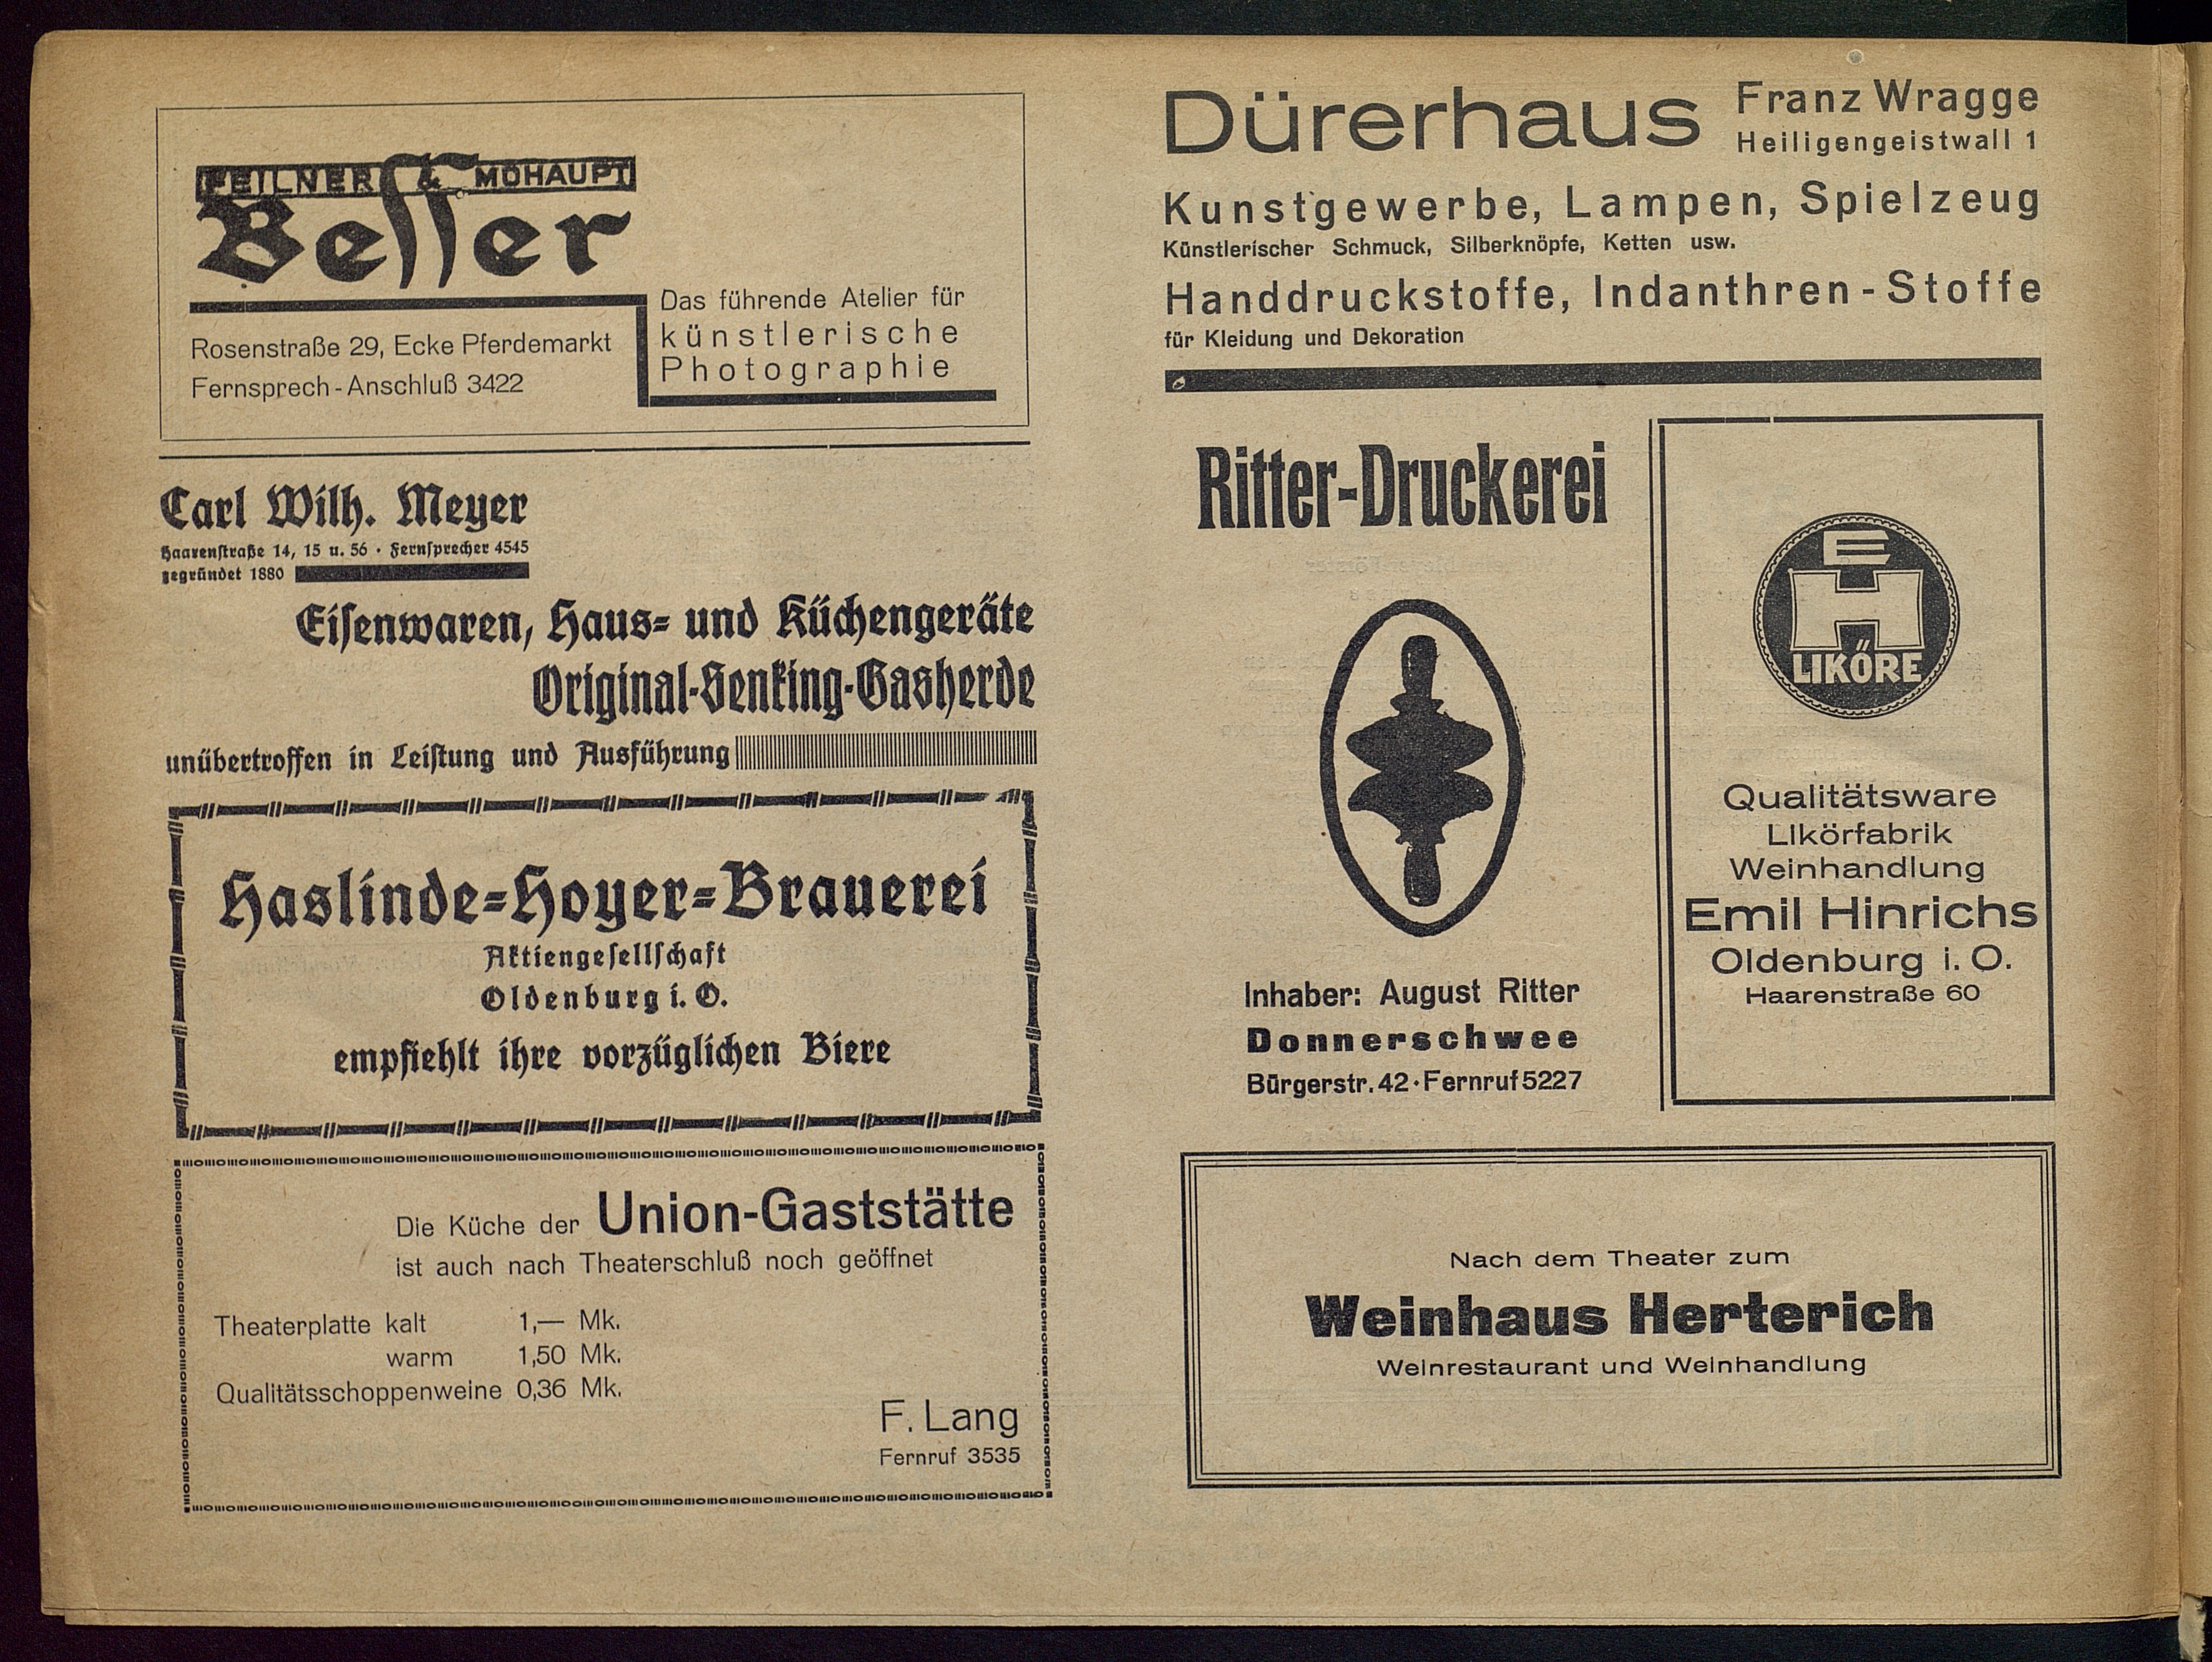 FEILNER & MOHAUPT
Besser
Rosenstraße 29, Ecke Pferdemarkt
Fernsprech-Anschluß 3422
Das führende Atelier für
künstlerische
Photographie
Carl Wilh. Meyer
Haarenstraße 14, 15 u. 56 · Fernsprecher 4545
gegründet 1880
Eisenwaren, Haus- und Küchengeräte
Original-Senking-Gasherde
unübertroffen in Leistung und Ausführung
Haslinde-Hoyer-Brauerei
Aktiengesellschaft
Oldenburg i. O.
empfiehlt ihre vorzüglichen Biere
Die Küche der Union-Gaststätte
ist auch nach Theaterschluß noch geöffnet
Theaterplatte kalt 1,— Mk.
warm 1,50 Mk.
Qualitätsschoppenweine 0,36 Mk.
F. Lang
Fernruf 3535
Dürerhaus Franz Wragge
Heiligengeistwall 1
Kunstgewerbe, Lampen, Spielzeug
Künstlerischer Schmuck, Silberknöpfe, Ketten usw.
Handdruckstoffe, Indanthren-Stoffe
für Kleidung und Dekoration
Ritter-Druckerei
Inhaber: August Ritter
Donnerschwee
Bürgerstr. 42 · Fernruf 5227
E
H
LIKÖRE
Qualitätsware
Likörfabrik
Weinhandlung
Emil Hinrichs
Oldenburg i. O.
Haarenstraße 60
Nach dem Theater zum
Weinhaus Herterich
Weinrestaurant und Weinhandlung